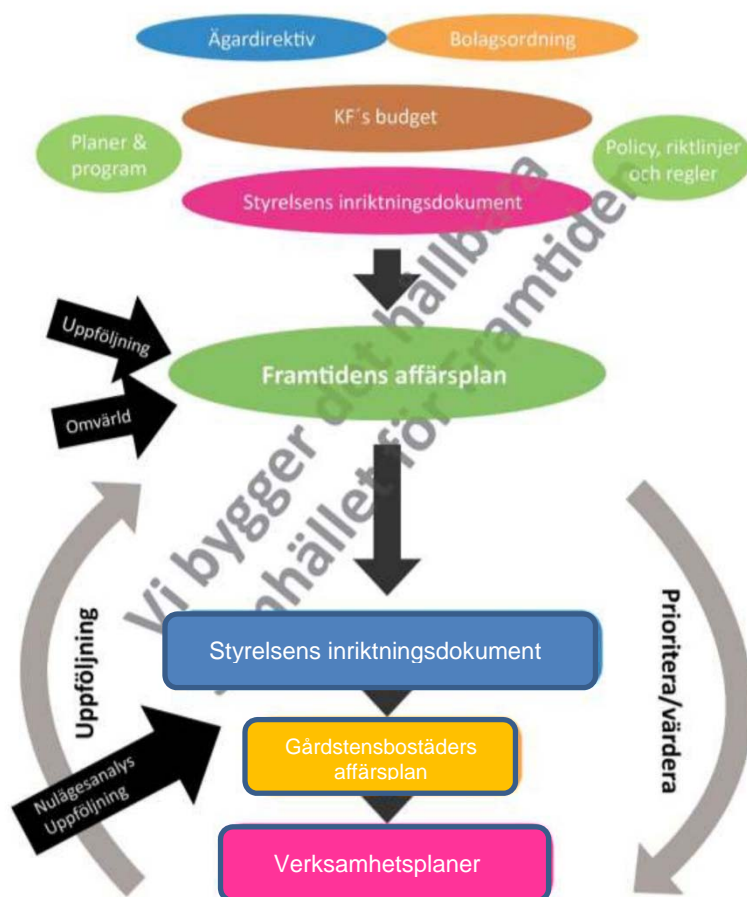 Ägardirektiv
Bolagsordning
KF´s budget
Planer &
program
Policy, riktlinjer
och regler
Styrelsens inriktningsdokument
Uppföljning
Framtidens affärsplan
Omvärld
Vi bygger det hållbara
samhället för Framtiden
Uppföljning
Prioritera/värdera
Styrelsens inriktningsdokument
Gårdstensbostäders
affärsplan
Nulägesanalys
Uppföljning
Verksamhetsplaner